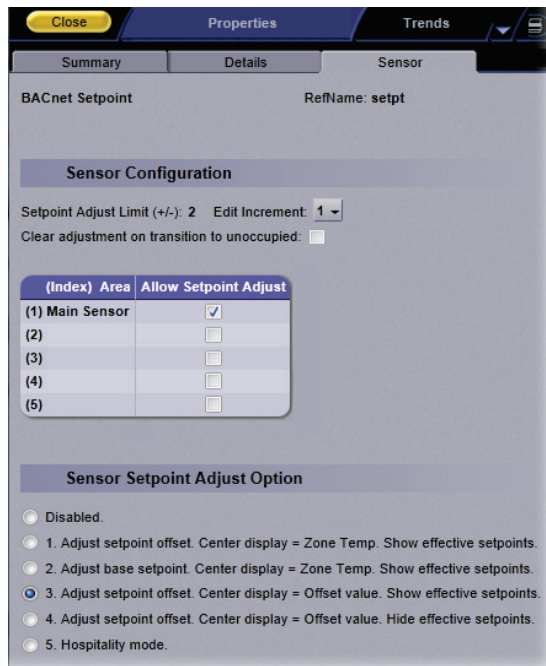 Close Properties Trends
Summary Details Sensor
BACnet Setpoint RefName: setpt
Sensor Configuration
Setpoint Adjust Limit (+/-): 2 Edit Increment: 1
Clear adjustment on transition to unoccupied:
(Index) Area Allow Setpoint Adjust
(1) Main Sensor
(2)
(3)
(4)
(5)
Sensor Setpoint Adjust Option
Disabled.
1. Adjust setpoint offset. Center display = Zone Temp. Show effective setpoints.
2. Adjust base setpoint. Center display = Zone Temp. Show effective setpoints.
3. Adjust setpoint offset. Center display = Offset value. Show effective setpoints.
4. Adjust setpoint offset. Center display = Offset value. Hide effective setpoints.
5. Hospitality mode.